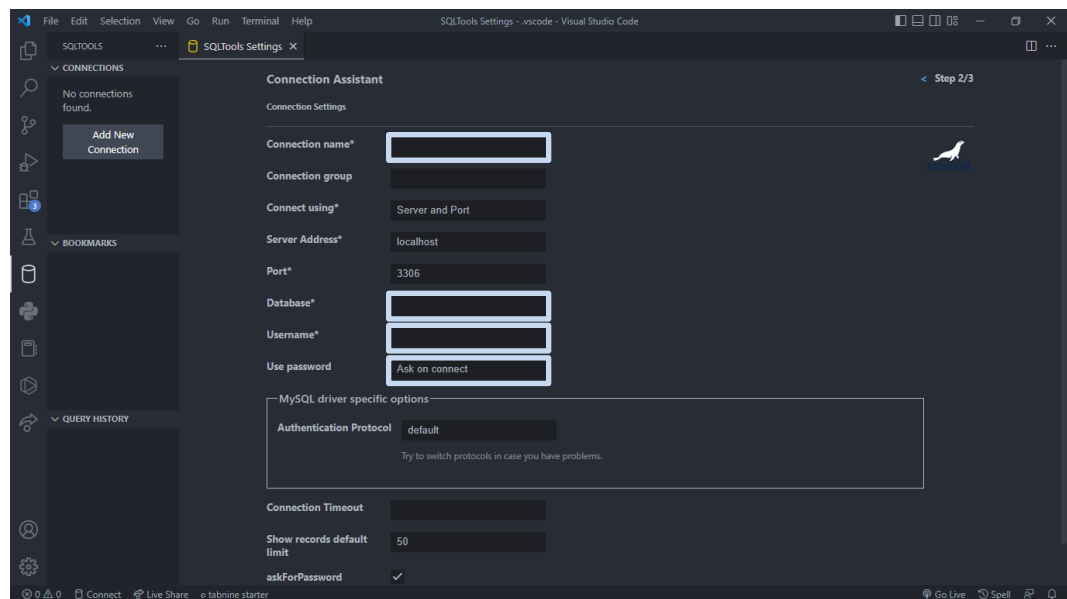 File Edit Selection View Go Run Terminal Help SQLTools Settings - .vscode - Visual Studio Code
SQLTOOLS ··· SQLTools Settings × ···
CONNECTIONS
No connections
found.
Add New
Connection
BOOKMARKS
QUERY HISTORY
3
Connection Assistant
< Step 2/3
Connection Settings
Connection name*
Connection group
Connect using* Server and Port
Server Address* localhost
Port* 3306
Database*
Username*
Use password Ask on connect
MySQL driver specific options
Authentication Protocol default
Try to switch protocols in case you have problems.
Connection Timeout
Show records default
limit
50
askForPassword
0 0 Connect Live Share tabnine starter Go Live Spell